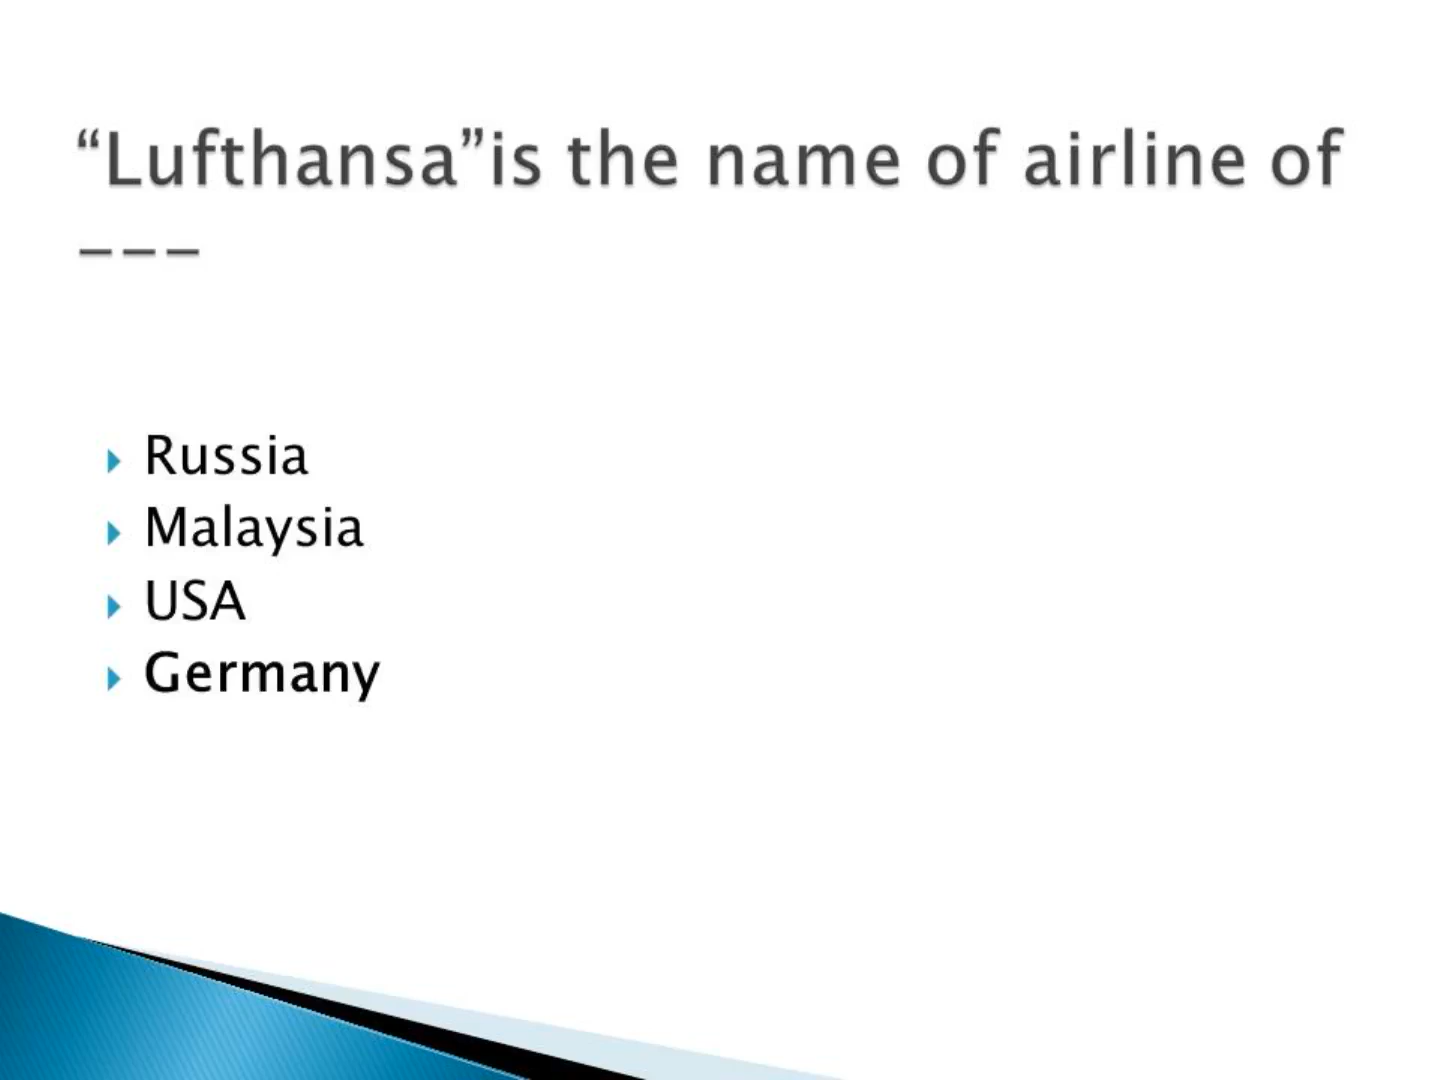 “Lufthansa”is the name of airline of
---
Russia
Malaysia
USA
Germany